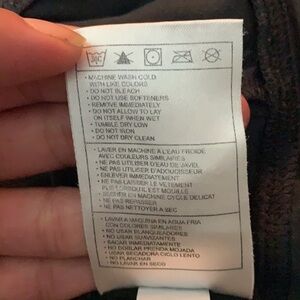 • MACHINE WASH COLD
WITH LIKE COLORS
• DO NOT BLEACH
• DO NOT USE SOFTENERS
• REMOVE IMMEDIATELY
• DO NOT ALLOW TO LAY
ON ITSELF WHEN WET
• TUMBLE DRY LOW
• DO NOT IRON
• DO NOT DRY CLEAN
• LAVER EN MACHINE À L'EAU FROIDE
AVEC COULEURS SIMILAIRES
• NE PAS UTILISER D'EAU DE JAVEL
• NE PAS UTILISER D'ADOUCISSEUR
• ENLEVER IMMÉDIATEMENT
• NE PAS LAISSER LE VÊTEMENT
EST MOUILLÉ
MACHINE CYCLE DELICAT
• NE PAS REPASSER
• NE PAS NETTOYER À SEC
• LAVAR A MAQUINA EN AGUA FRIA
CON COLORES SIMILARES
• NO USAR BLANQUEADORES
• NO USAR SUAVIZANTES
• SACAR INMEDIATAMENTE
• NO DOBLAR PRENDA MOJADA
• USAR SECADORA CICLO LENTO
• NO PLANCHAR
• NO LAVAR EN SECO